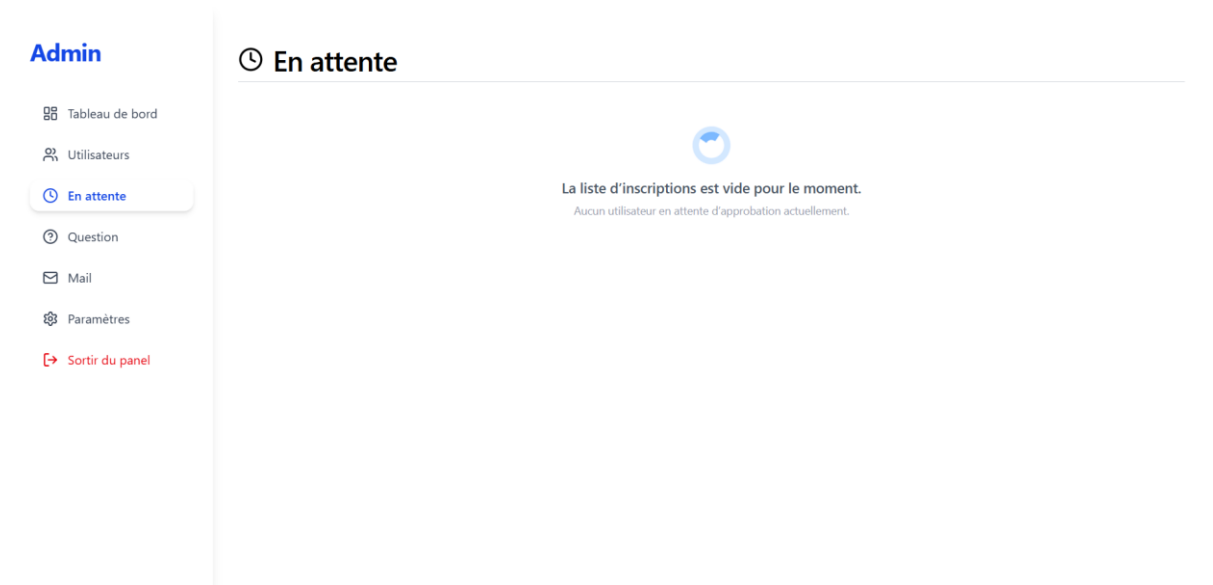 Admin
Tableau de bord
Utilisateurs
En attente
Question
Mail
Paramètres
Sortir du panel
En attente
La liste d'inscriptions est vide pour le moment.
Aucun utilisateur en attente d'approbation actuellement.